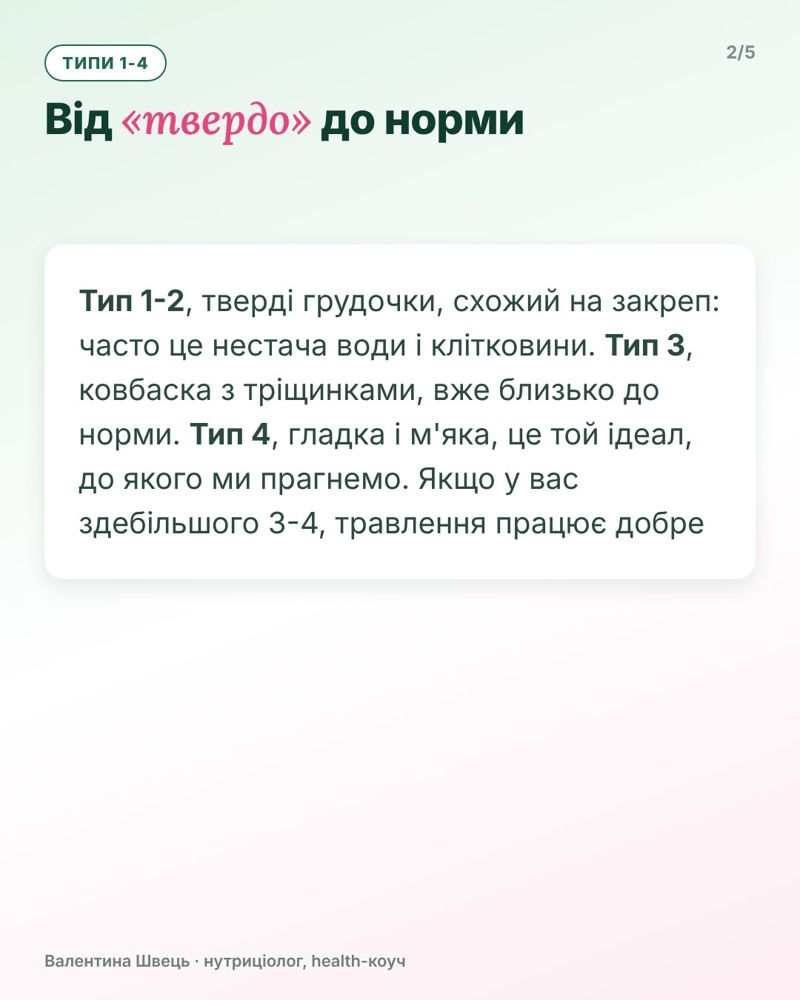 ТИПИ 1-4
2/5
Від «твердо» до норми
Тип 1-2, тверді грудочки, схожий на закреп:
часто це нестача води і клітковини. Тип 3,
ковбаска з тріщинками, вже близько до
норми. Тип 4, гладка і м'яка, це той ідеал,
до якого ми прагнемо. Якщо у вас
здебільшого 3-4, травлення працює добре
Валентина Швець · нутриціолог, health-коуч